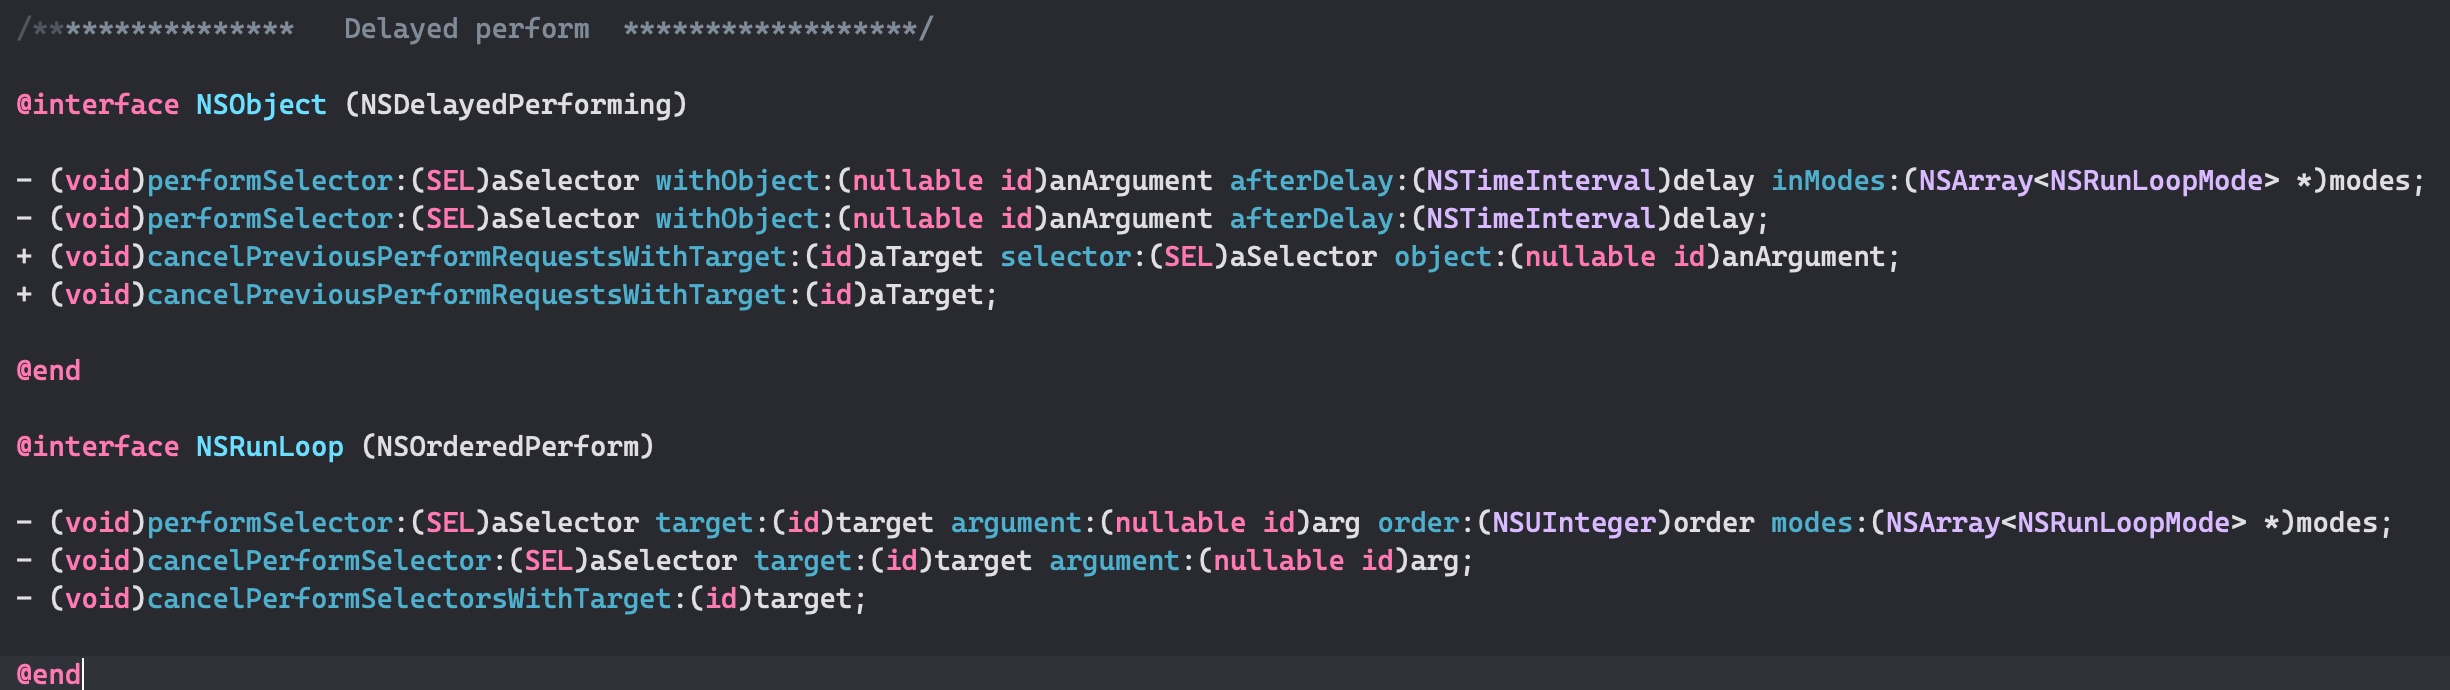 /****************   Delayed perform  ******************/
@interface NSObject (NSDelayedPerforming)
- (void)performSelector:(SEL)aSelector withObject:(nullable id)anArgument afterDelay:(NSTimeInterval)delay inModes:(NSArray<NSRunLoopMode> *)modes;
- (void)performSelector:(SEL)aSelector withObject:(nullable id)anArgument afterDelay:(NSTimeInterval)delay;
+ (void)cancelPreviousPerformRequestsWithTarget:(id)aTarget selector:(SEL)aSelector object:(nullable id)anArgument;
+ (void)cancelPreviousPerformRequestsWithTarget:(id)aTarget;
@end
@interface NSRunLoop (NSOrderedPerform)
- (void)performSelector:(SEL)aSelector target:(id)target argument:(nullable id)arg order:(NSUInteger)order modes:(NSArray<NSRunLoopMode> *)modes;
- (void)cancelPerformSelector:(SEL)aSelector target:(id)target argument:(nullable id)arg;
- (void)cancelPerformSelectorsWithTarget:(id)target;
@end